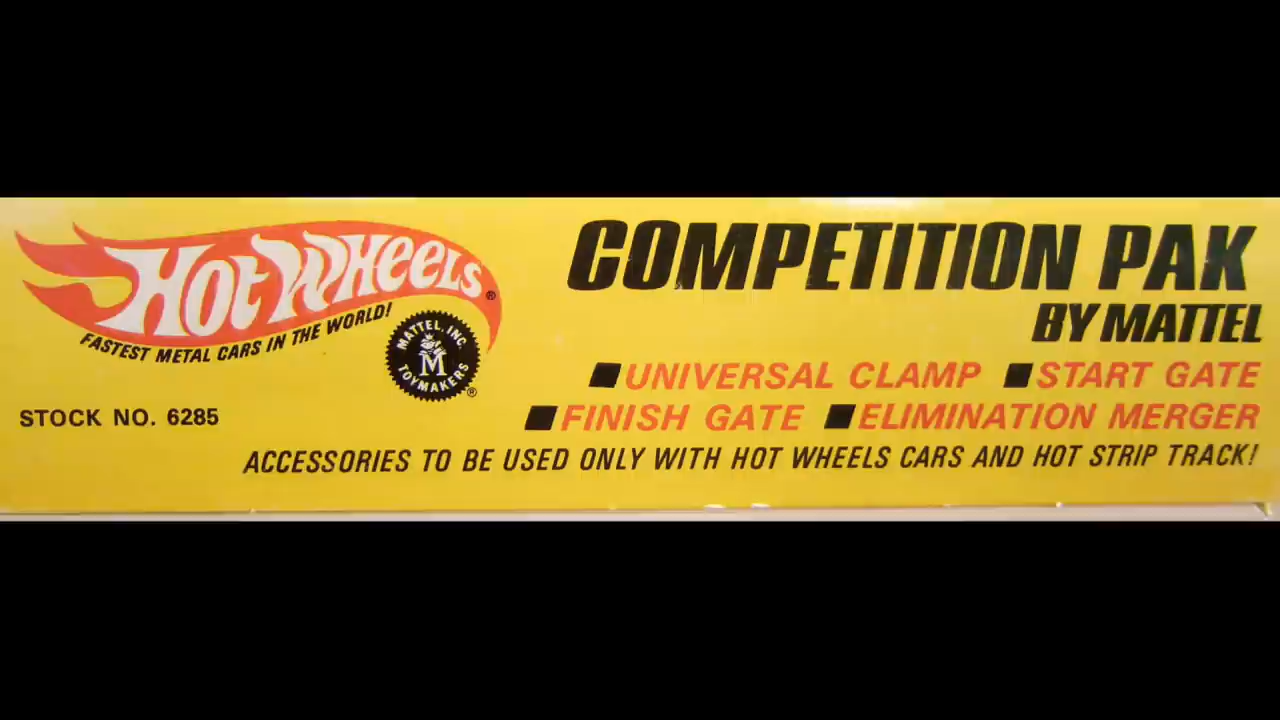 HOT WHEELS®
FASTEST METAL CARS IN THE WORLD!
MATTEL, INC.
M
TOYMAKERS
®
STOCK NO. 6285
COMPETITION PAK
BY MATTEL
■UNIVERSAL CLAMP ■START GATE
■FINISH GATE ■ELIMINATION MERGER
ACCESSORIES TO BE USED ONLY WITH HOT WHEELS CARS AND HOT STRIP TRACK!